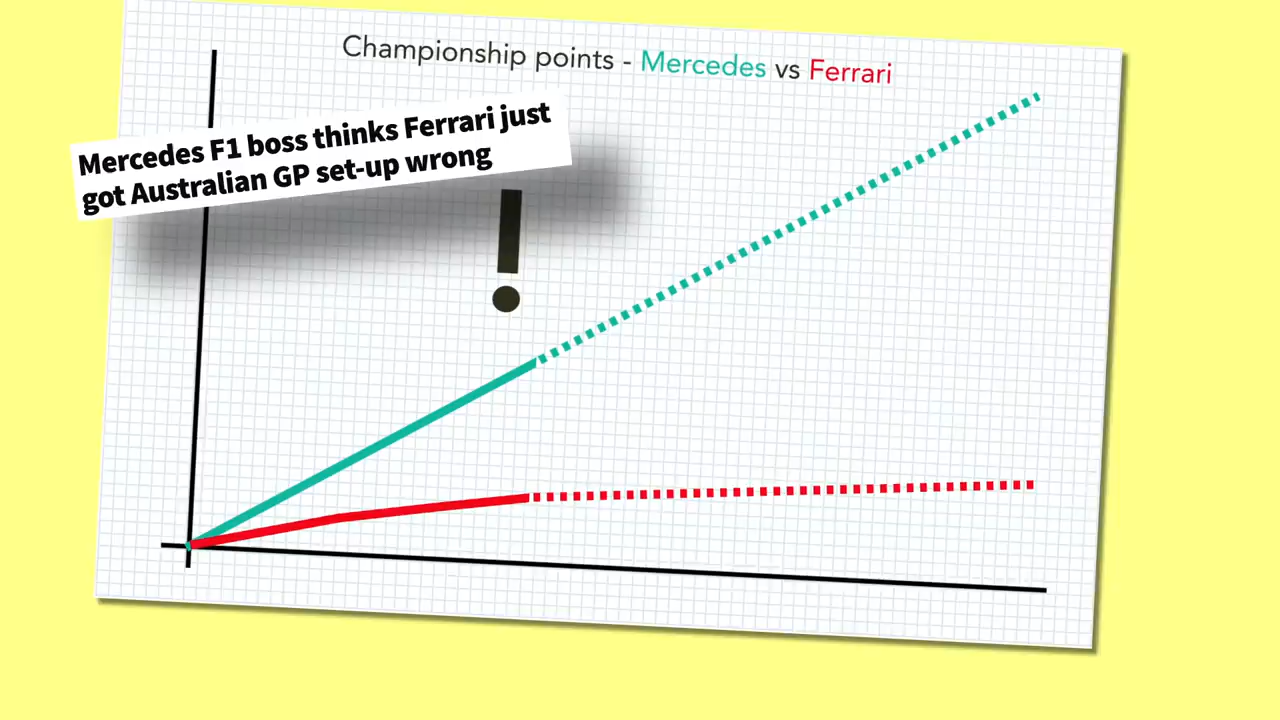 Championship points - Mercedes vs Ferrari
Mercedes F1 boss thinks Ferrari just
got Australian GP set-up wrong
!